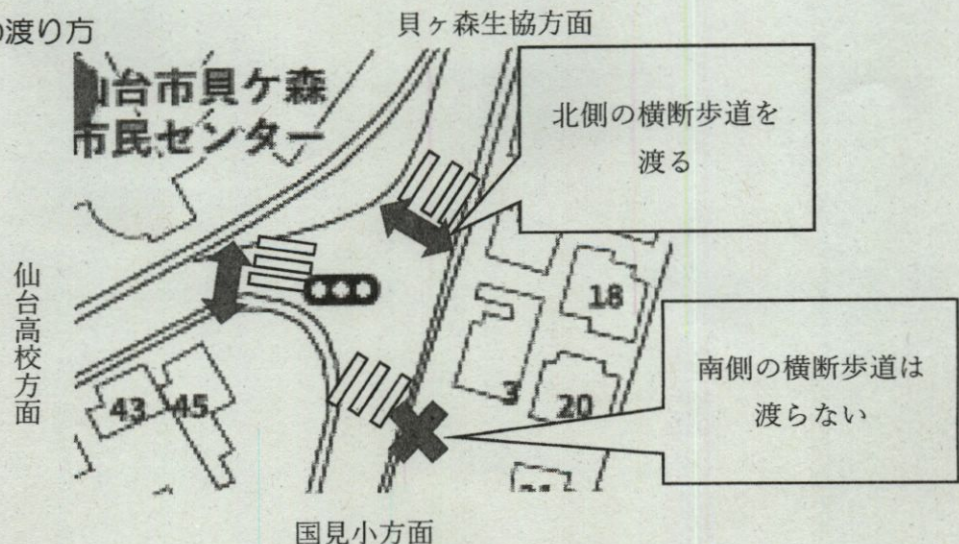 の渡り方
貝ヶ森生協方面
仙台市貝ケ森
市民センター
北側の横断歩道を
渡る
仙台高校方面
18
南側の横断歩道は
渡らない
43
45
3
20
国見小方面